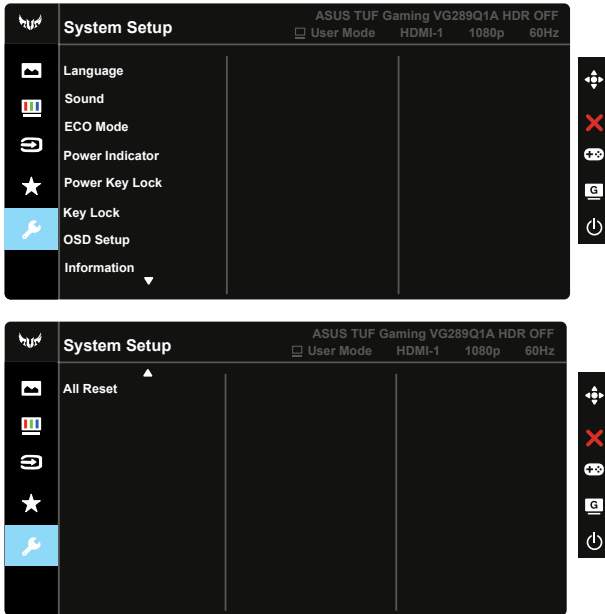 System Setup
ASUS TUF Gaming VG289Q1A HDR OFF
User Mode HDMI-1 1080p 60Hz
Language
Sound
ECO Mode
Power Indicator
Power Key Lock
Key Lock
OSD Setup
Information
G
System Setup
ASUS TUF Gaming VG289Q1A HDR OFF
User Mode HDMI-1 1080p 60Hz
All Reset
G